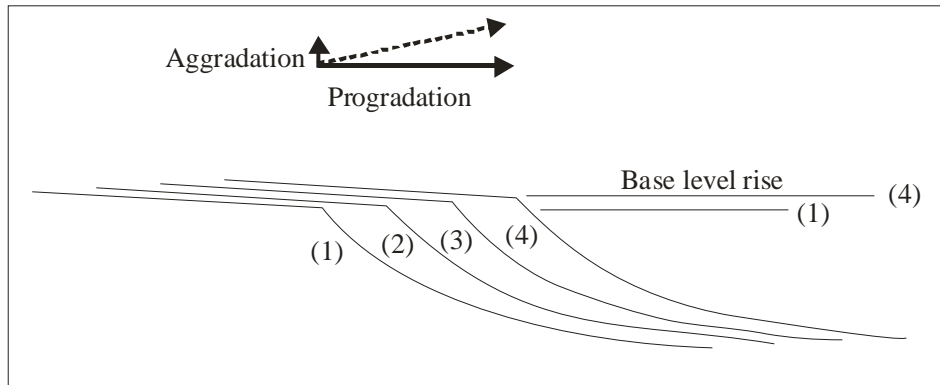 Aggradation
Progradation
Base level rise
(4)
(1)
(1)
(2)
(3)
(4)